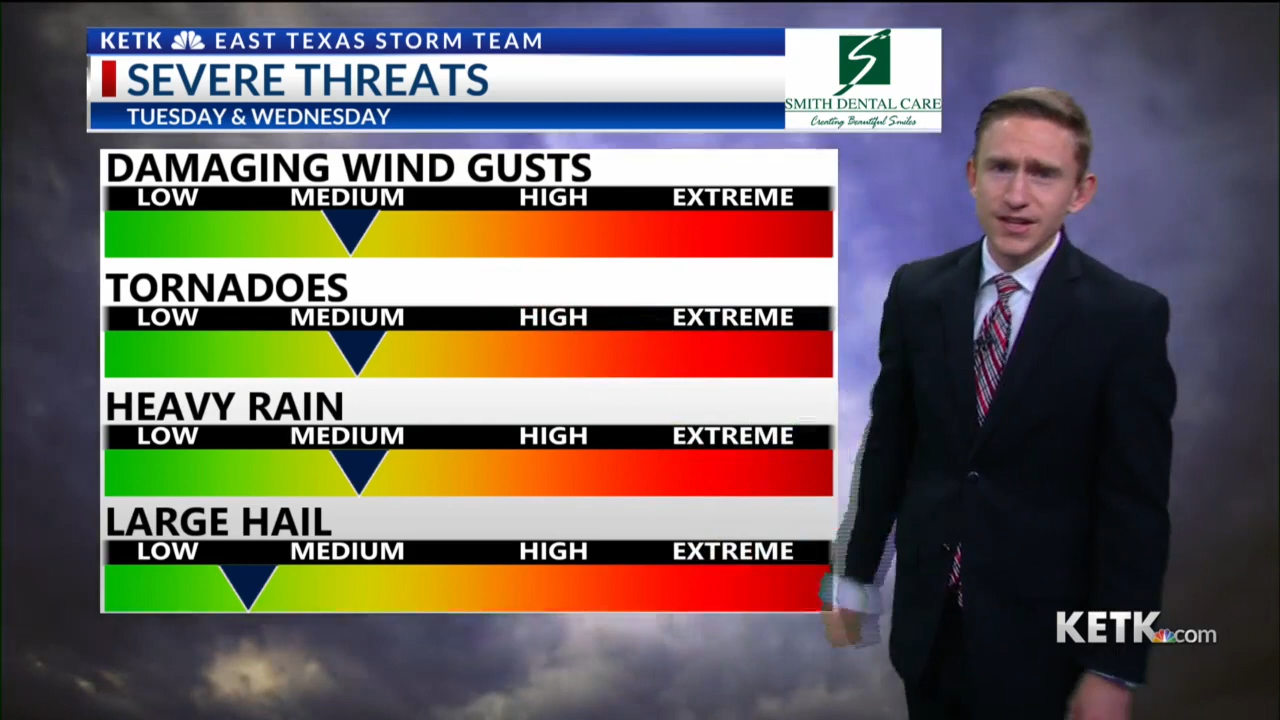 KETK EAST TEXAS STORM TEAM
SEVERE THREATS
TUESDAY & WEDNESDAY
S
SMITH DENTAL CARE
Creating Beautiful Smiles
DAMAGING WIND GUSTS
LOW MEDIUM HIGH EXTREME
TORNADOES
LOW MEDIUM HIGH EXTREME
HEAVY RAIN
LOW MEDIUM HIGH EXTREME
LARGE HAIL
LOW MEDIUM HIGH EXTREME
KETK.com